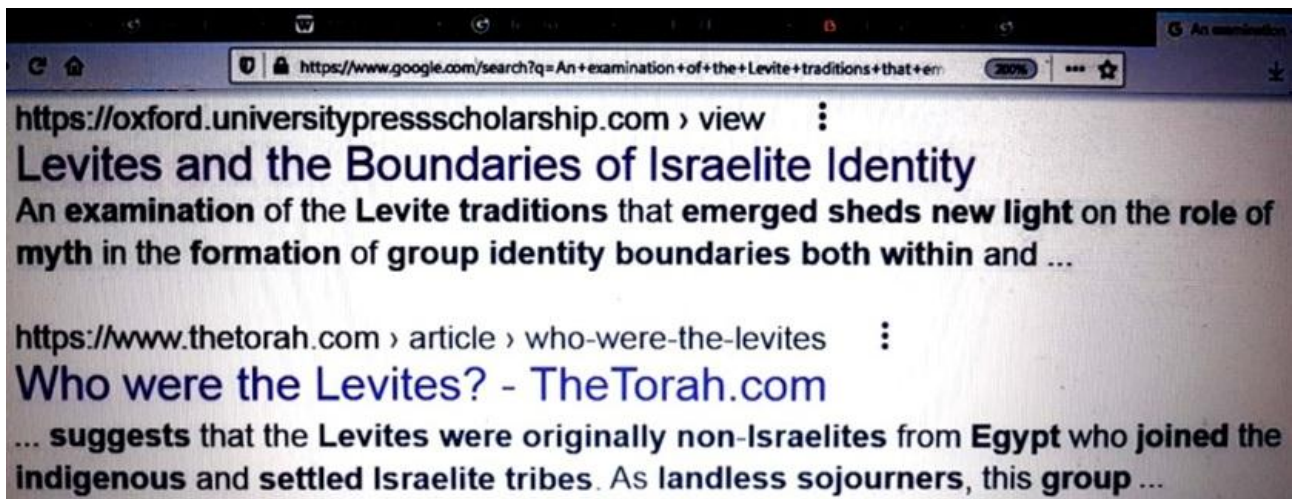 G An examination
https://www.google.com/search?q=An+examination+of+the+Levite+traditions+that+em 200%
https://oxford.universitypressscholarship.com › view
Levites and the Boundaries of Israelite Identity
An examination of the Levite traditions that emerged sheds new light on the role of
myth in the formation of group identity boundaries both within and ...
https://www.thetorah.com › article › who-were-the-levites
Who were the Levites? - TheTorah.com
... suggests that the Levites were originally non-Israelites from Egypt who joined the
indigenous and settled Israelite tribes. As landless sojourners, this group ...